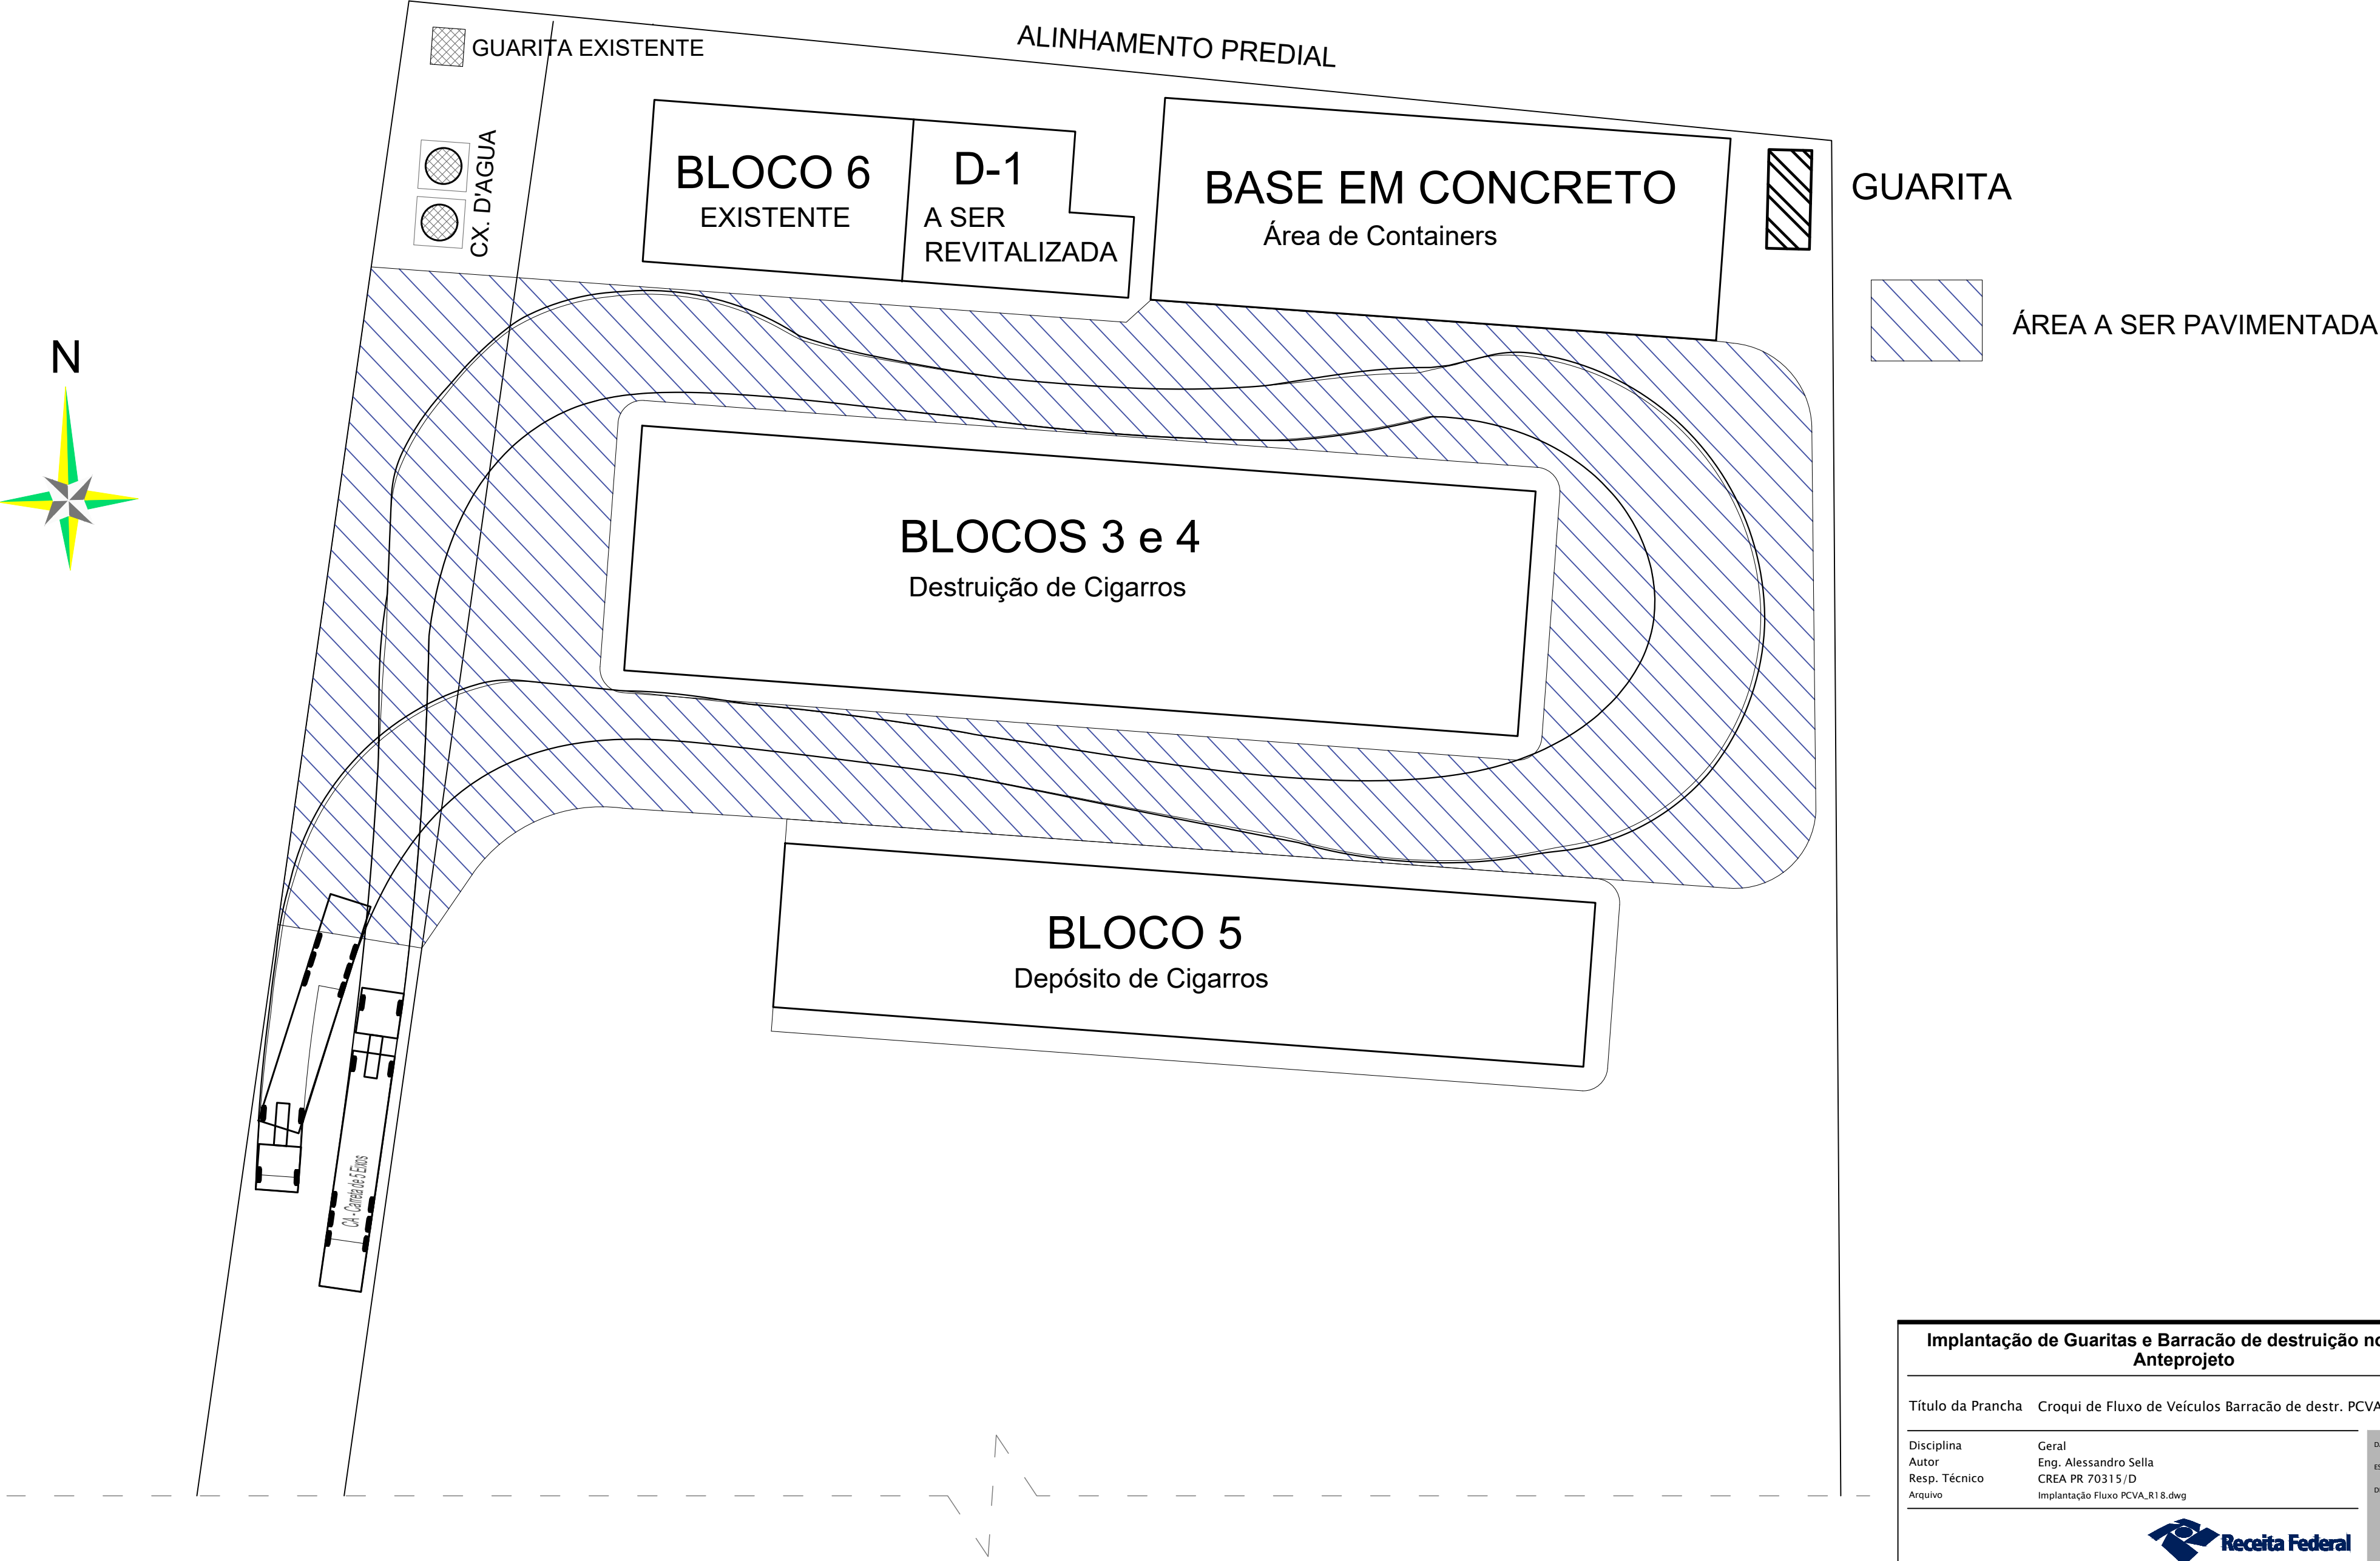 GUARITA EXISTENTE
ALINHAMENTO PREDIAL
CX. D'AGUA
BLOCO 6
EXISTENTE
D-1
A SER
REVITALIZADA
BASE EM CONCRETO
Área de Containers
GUARITA
ÁREA A SER PAVIMENTADA
N
BLOCOS 3 e 4
Destruição de Cigarros
BLOCO 5
Depósito de Cigarros
CA - Carreta de 5 Eixos
Implantação de Guaritas e Barracão de destruição
Anteprojeto
Título da Prancha Croqui de Fluxo de Veículos Barracão de destr. PCVA
Disciplina Geral
Autor Eng. Alessandro Sella
Resp. Técnico CREA PR 70315/D
Arquivo Implantação Fluxo PCVA_R18.dwg
Receita Federal